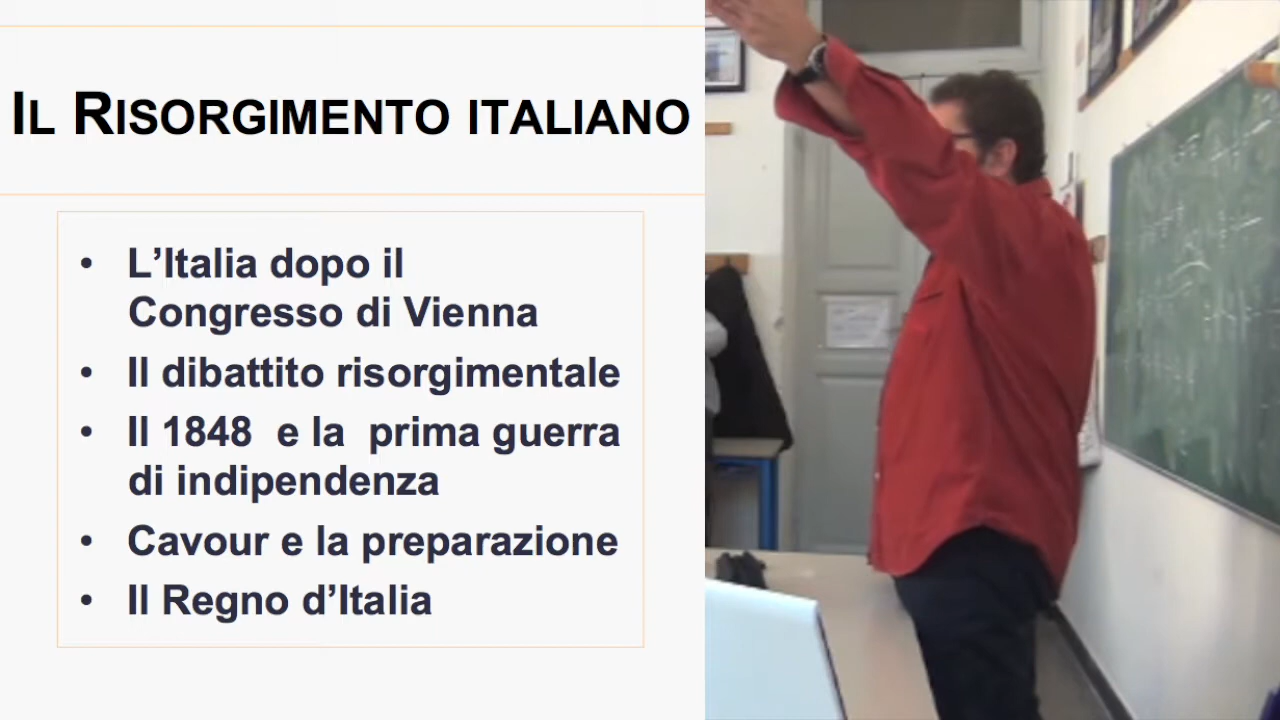 IL RISORGIMENTO ITALIANO
• L’Italia dopo il
Congresso di Vienna
• Il dibattito risorgimentale
• Il 1848 e la prima guerra
di indipendenza
• Cavour e la preparazione
• Il Regno d’Italia